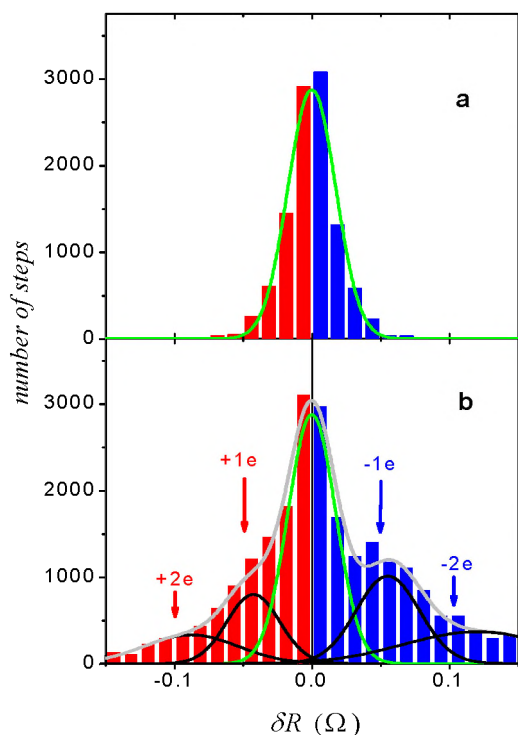 a
3000
2000
1000
0
number of steps
b
3000
2000
1000
0
+1e
-1e
+2e
-2e
-0.1
0.0
0.1
δR (Ω)